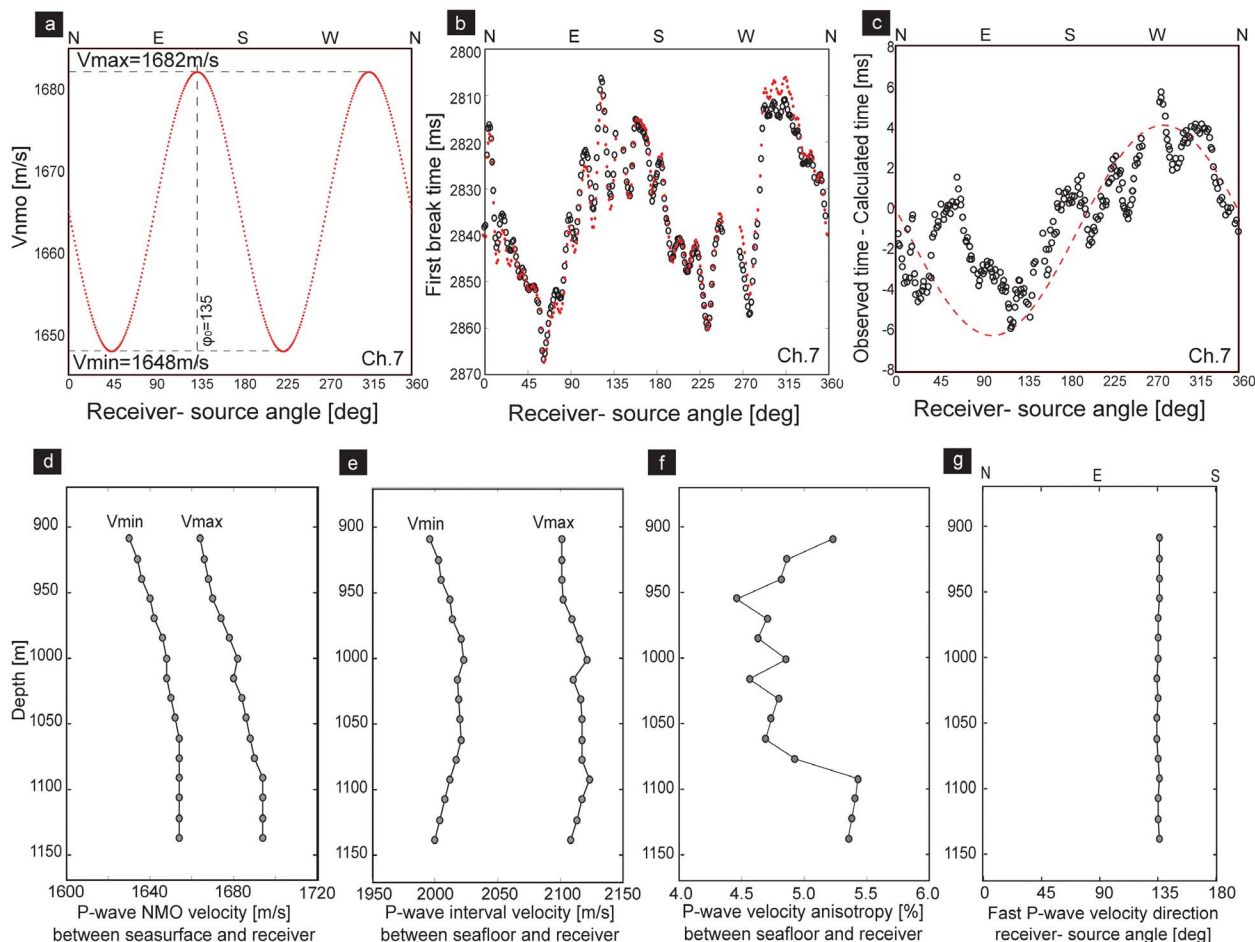 a
N E S W N
Vmax=1682m/s
Vmin=1648m/s
φ₀=135
Ch.7
Vnmo [m/s]
1680
1670
1660
1650
0 45 90 135 180 225 270 315 360
Receiver- source angle [deg]
b
N E S W N
First break time [ms]
2800
2810
2820
2830
2840
2850
2860
2870
Ch.7
0 45 90 135 180 225 270 315 360
Receiver- source angle [deg]
c
N E S W N
Observed time - Calculated time [ms]
8
6
4
2
0
-2
-4
-6
-8
Ch.7
0 45 90 135 180 225 270 315 360
Receiver- source angle [deg]
d
Vmin Vmax
Depth [m]
900
950
1000
1050
1100
1150
1600 1640 1680 1720
P-wave NMO velocity [m/s]
between seasurface and receiver
e
Vmin Vmax
900
950
1000
1050
1100
1150
1950 2000 2050 2100 2150
P-wave interval velocity [m/s]
between seafloor and receiver
f
900
950
1000
1050
1100
1150
4.0 4.5 5.0 5.5 6.0
P-wave velocity anisotropy [%]
between seafloor and receiver
g
N E S
900
950
1000
1050
1100
1150
0 45 90 135 180
Fast P-wave velocity direction
receiver- source angle [deg]